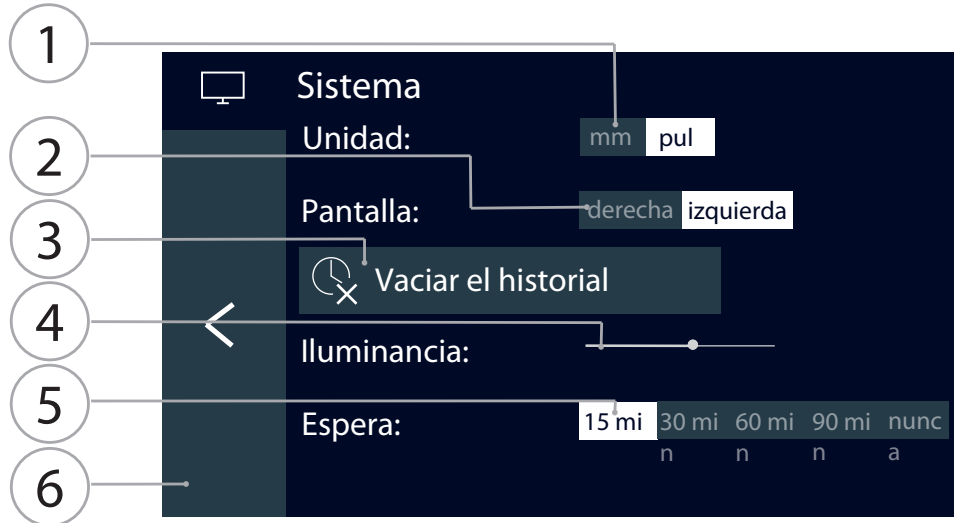 1
Sistema
Unidad: mm pul
2
Pantalla: derecha izquierda
3
Vaciar el historial
4
Iluminancia:
5
Espera: 15 mi 30 mi 60 mi 90 mi nunc
n n n a
6